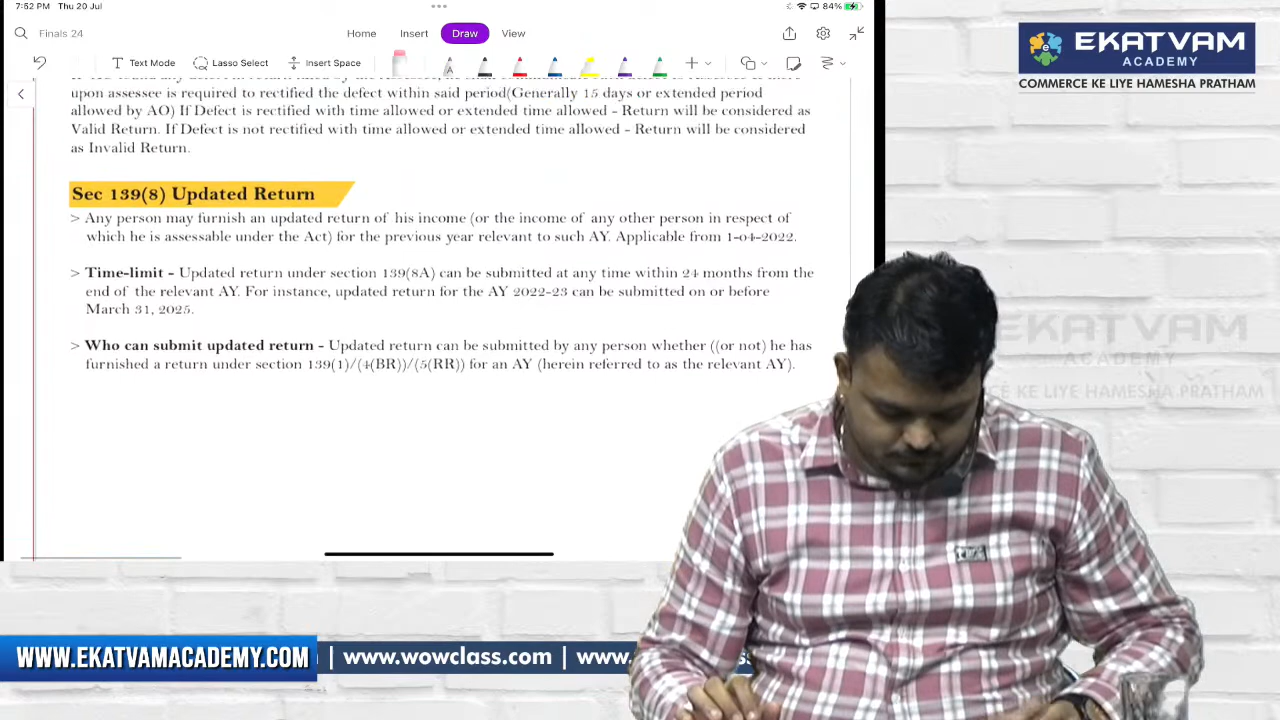 7:52 PM Thu 20 Jul
84%
Finals 24
Home Insert Draw View
Text Mode Lasso Select Insert Space
upon assessee is required to rectified the defect within said period(Generally 15 days or extended period
allowed by AO) If Defect is rectified with time allowed or extended time allowed - Return will be considered as
Valid Return. If Defect is not rectified with time allowed or extended time allowed - Return will be considered
as Invalid Return.
Sec 139(8) Updated Return
> Any person may furnish an updated return of his income (or the income of any other person in respect of
which he is assessable under the Act) for the previous year relevant to such AY. Applicable from 1-04-2022.
> Time-limit - Updated return under section 139(8A) can be submitted at any time within 24 months from the
end of the relevant AY. For instance, updated return for the AY 2022-23 can be submitted on or before
March 31, 2025.
> Who can submit updated return - Updated return can be submitted by any person whether ((or not) he has
furnished a return under section 139(1)/(4(BR))/(5(RR)) for an AY (herein referred to as the relevant AY).
EKATVAM
ACADEMY
COMMERCE KE LIYE HAMESHA PRATHAM
EKATVAM
ACADEMY
CE KE LIYE HAMESHA PRATHAM
WWW.EKATVAMACADEMY.COM | www.wowclass.com | www.